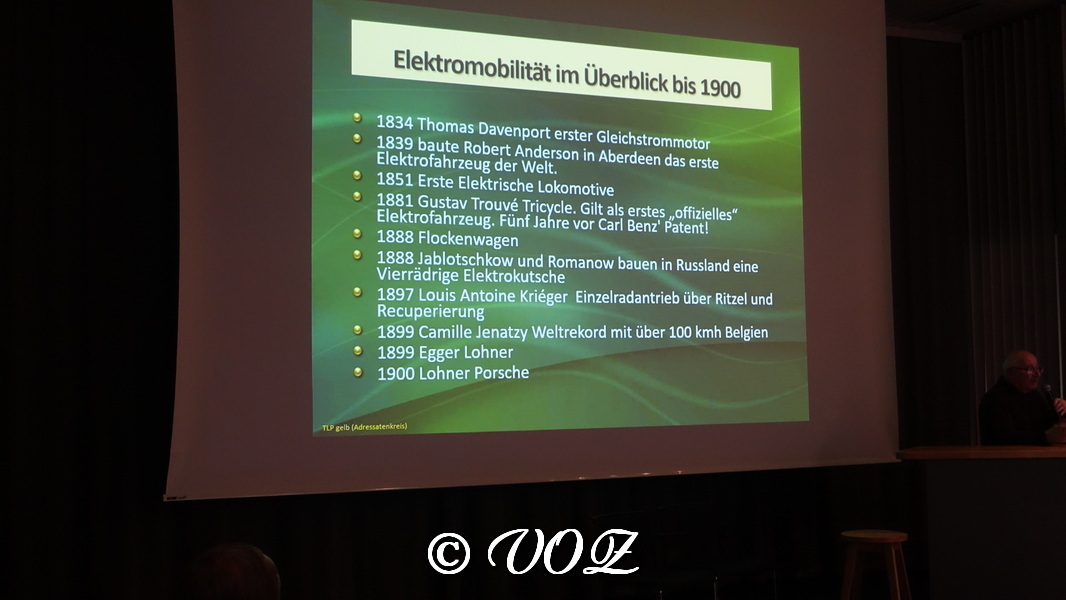 Elektromobilität im Überblick bis 1900
1834 Thomas Davenport erster Gleichstrommotor
1839 baute Robert Anderson in Aberdeen das erste
Elektrofahrzeug der Welt.
1851 Erste Elektrische Lokomotive
1881 Gustav Trouvé Tricycle. Gilt als erstes „offizielles“
Elektrofahrzeug. Fünf Jahre vor Carl Benz' Patent!
1888 Flockenwagen
1888 Jablotschkow und Romanow bauen in Russland eine
Vierrädrige Elektrokutsche
1897 Louis Antoine Kriéger Einzelradantrieb über Ritzel und
Recuperierung
1899 Camille Jenatzy Weltrekord mit über 100 kmh Belgien
1899 Egger Lohner
1900 Lohner Porsche
TLP gelb (Adressatenkreis)
© VOZ